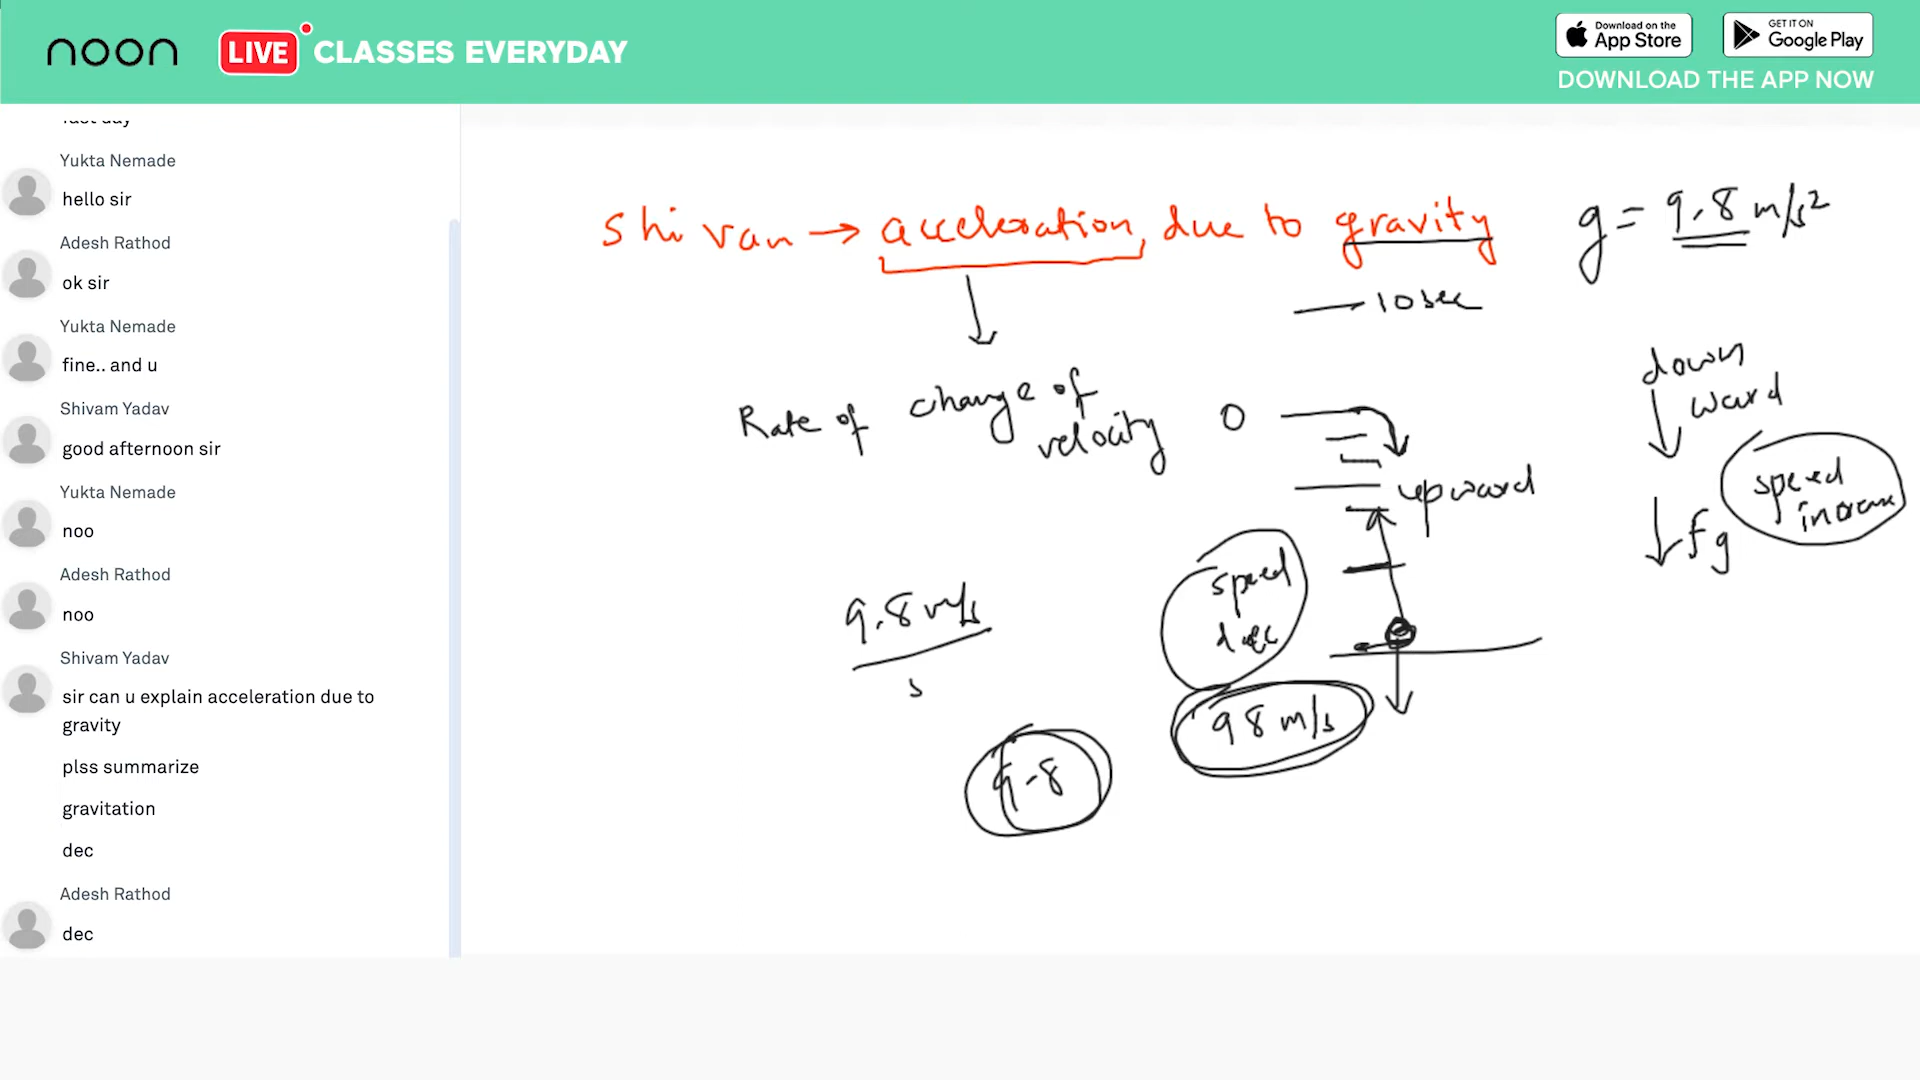 noon LIVE CLASSES EVERYDAY
Download on the App Store
GET IT ON Google Play
DOWNLOAD THE APP NOW
Yukta Nemade
hello sir
Adesh Rathod
ok sir
Yukta Nemade
fine.. and u
Shivam Yadav
good afternoon sir
Yukta Nemade
noo
Adesh Rathod
noo
Shivam Yadav
sir can u explain acceleration due to
gravity
plss summarize
gravitation
dec
Adesh Rathod
dec
Shivan → acceleration, due to gravity
g = 9.8 m/s²
→ 10 sec
Rate of change of
velocity
0
upward
down
ward
speed
increase
fg
speed
dec
9.8 m/s
s
98 m/s
9.8